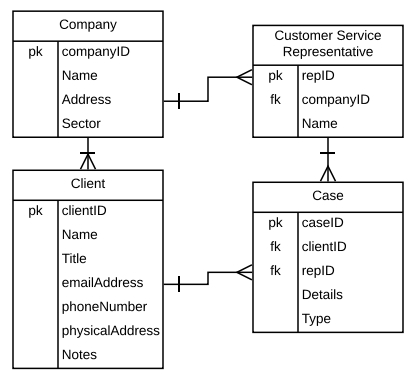 Company
pk companyID
Name
Address
Sector
Customer Service
Representative
pk repID
fk companyID
Name
Client
pk clientID
Name
Title
emailAddress
phoneNumber
physicalAddress
Notes
Case
pk caseID
fk clientID
fk repID
Details
Type